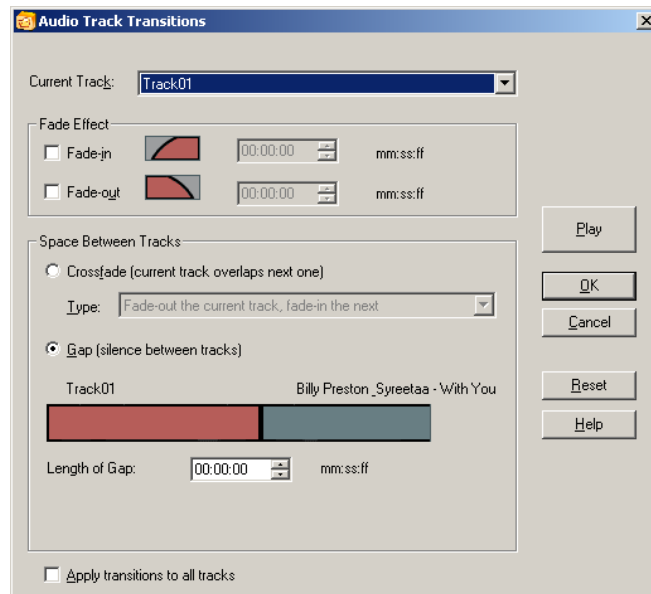 Audio Track Transitions
Current Track: Track01
Fade Effect
Fade-in 00:00:00 mm:ss:ff
Fade-out 00:00:00 mm:ss:ff
Play
Space Between Tracks
Crossfade (current track overlaps next one)
OK
Type: Fade-out the current track, fade-in the next
Cancel
Gap (silence between tracks)
Track01 Billy Preston _Syreetaa - With You
Reset
Help
Length of Gap: 00:00:00 mm:ss:ff
Apply transitions to all tracks